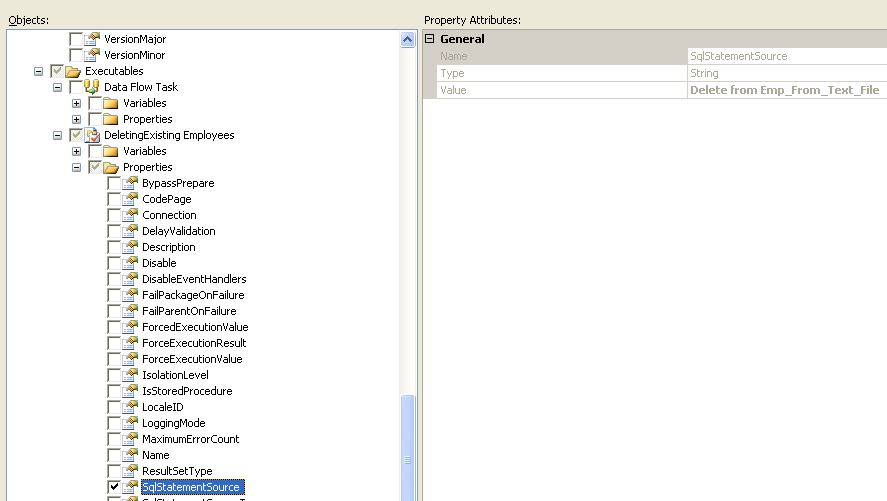 Objects:
VersionMajor
VersionMinor
Executables
Data Flow Task
Variables
Properties
DeletingExisting Employees
Variables
Properties
BypassPrepare
CodePage
Connection
DelayValidation
Description
Disable
DisableEventHandlers
FailPackageOnFailure
FailParentOnFailure
ForcedExecutionValue
ForceExecutionResult
ForceExecutionValue
IsolationLevel
IsStoredProcedure
LocaleID
LoggingMode
MaximumErrorCount
Name
ResultSetType
SqlStatementSource
Property Attributes:
General
Name SqlStatementSource
Type String
Value Delete from Emp_From_Text_File